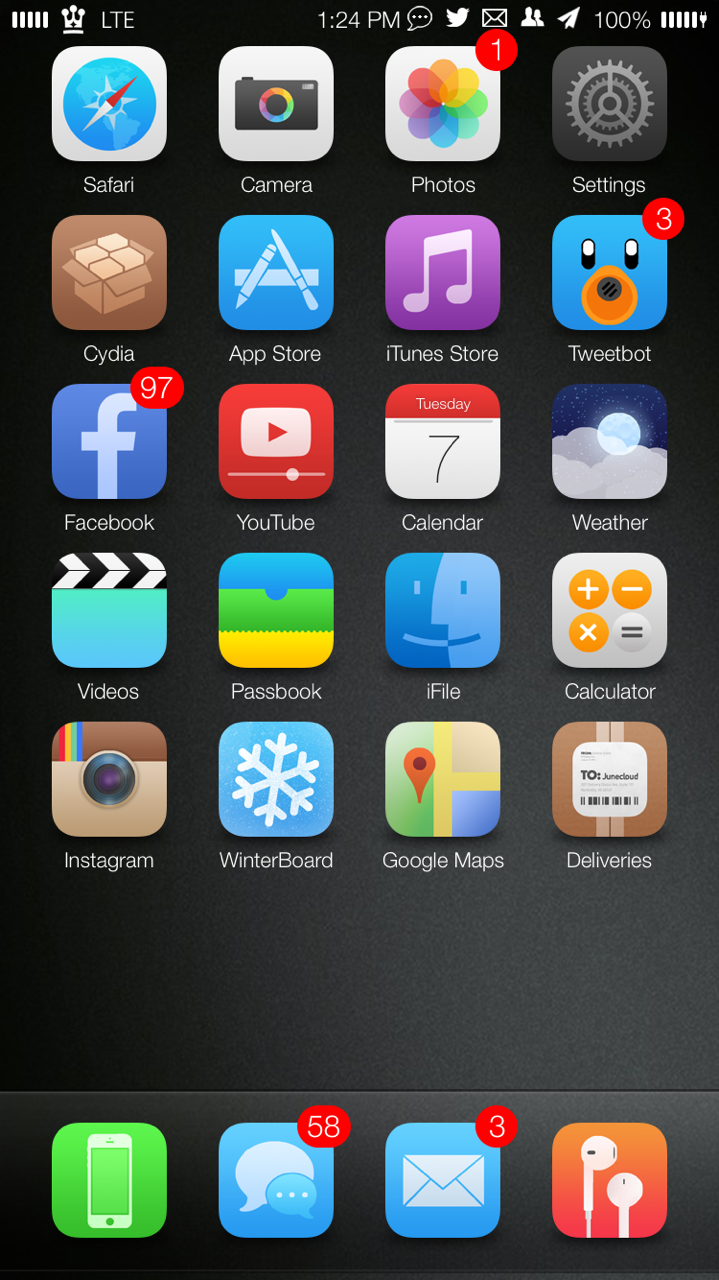 LTE 1:24 PM 100%
1
Safari Camera Photos Settings
3
Cydia App Store iTunes Store Tweetbot
97
Tuesday
7
Facebook YouTube Calendar Weather
Videos Passbook iFile Calculator
TO: Junecloud
Instagram WinterBoard Google Maps Deliveries
58 3